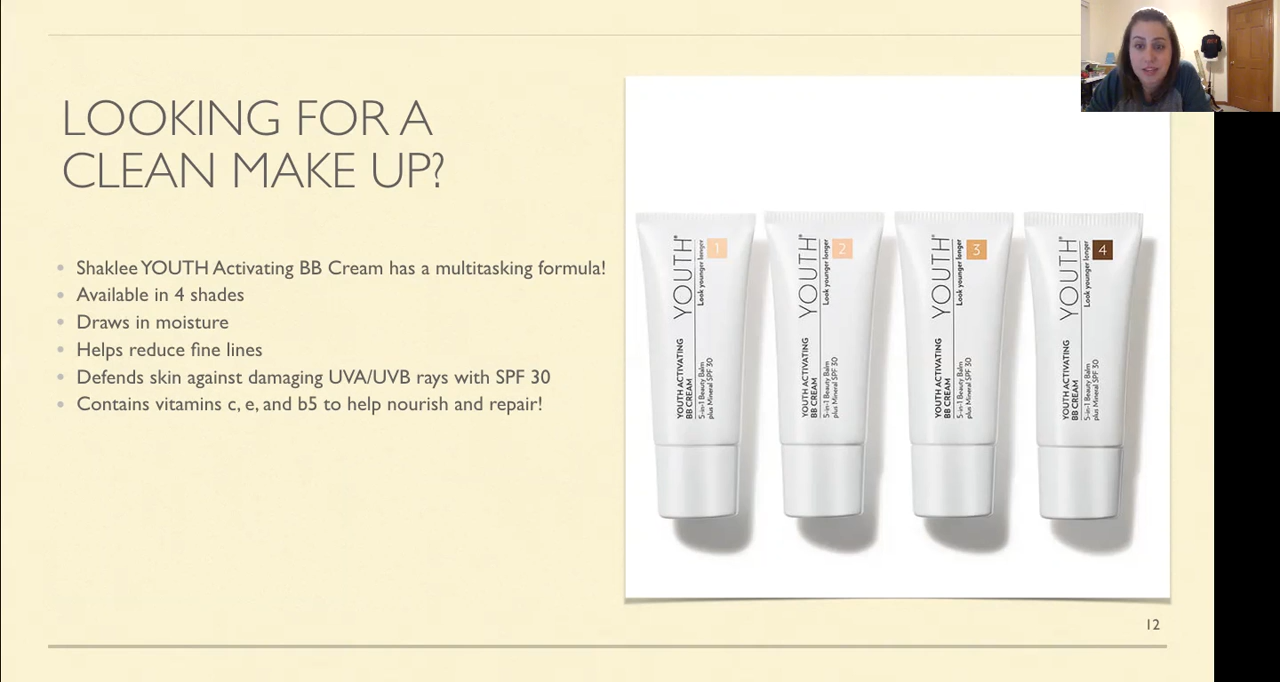 LOOKING FOR A
CLEAN MAKE UP?
Shaklee YOUTH Activating BB Cream has a multitasking formula!
Available in 4 shades
Draws in moisture
Helps reduce fine lines
Defends skin against damaging UVA/UVB rays with SPF 30
Contains vitamins c, e, and b5 to help nourish and repair!
1
YOUTH®
Look younger longer
YOUTH ACTIVATING
BB CREAM
5-in-1 Beauty Balm
plus Mineral SPF 30
2
YOUTH®
Look younger longer
YOUTH ACTIVATING
BB CREAM
5-in-1 Beauty Balm
plus Mineral SPF 30
3
YOUTH®
Look younger longer
YOUTH ACTIVATING
BB CREAM
5-in-1 Beauty Balm
plus Mineral SPF 30
4
YOUTH®
Look younger longer
YOUTH ACTIVATING
BB CREAM
5-in-1 Beauty Balm
plus Mineral SPF 30
12